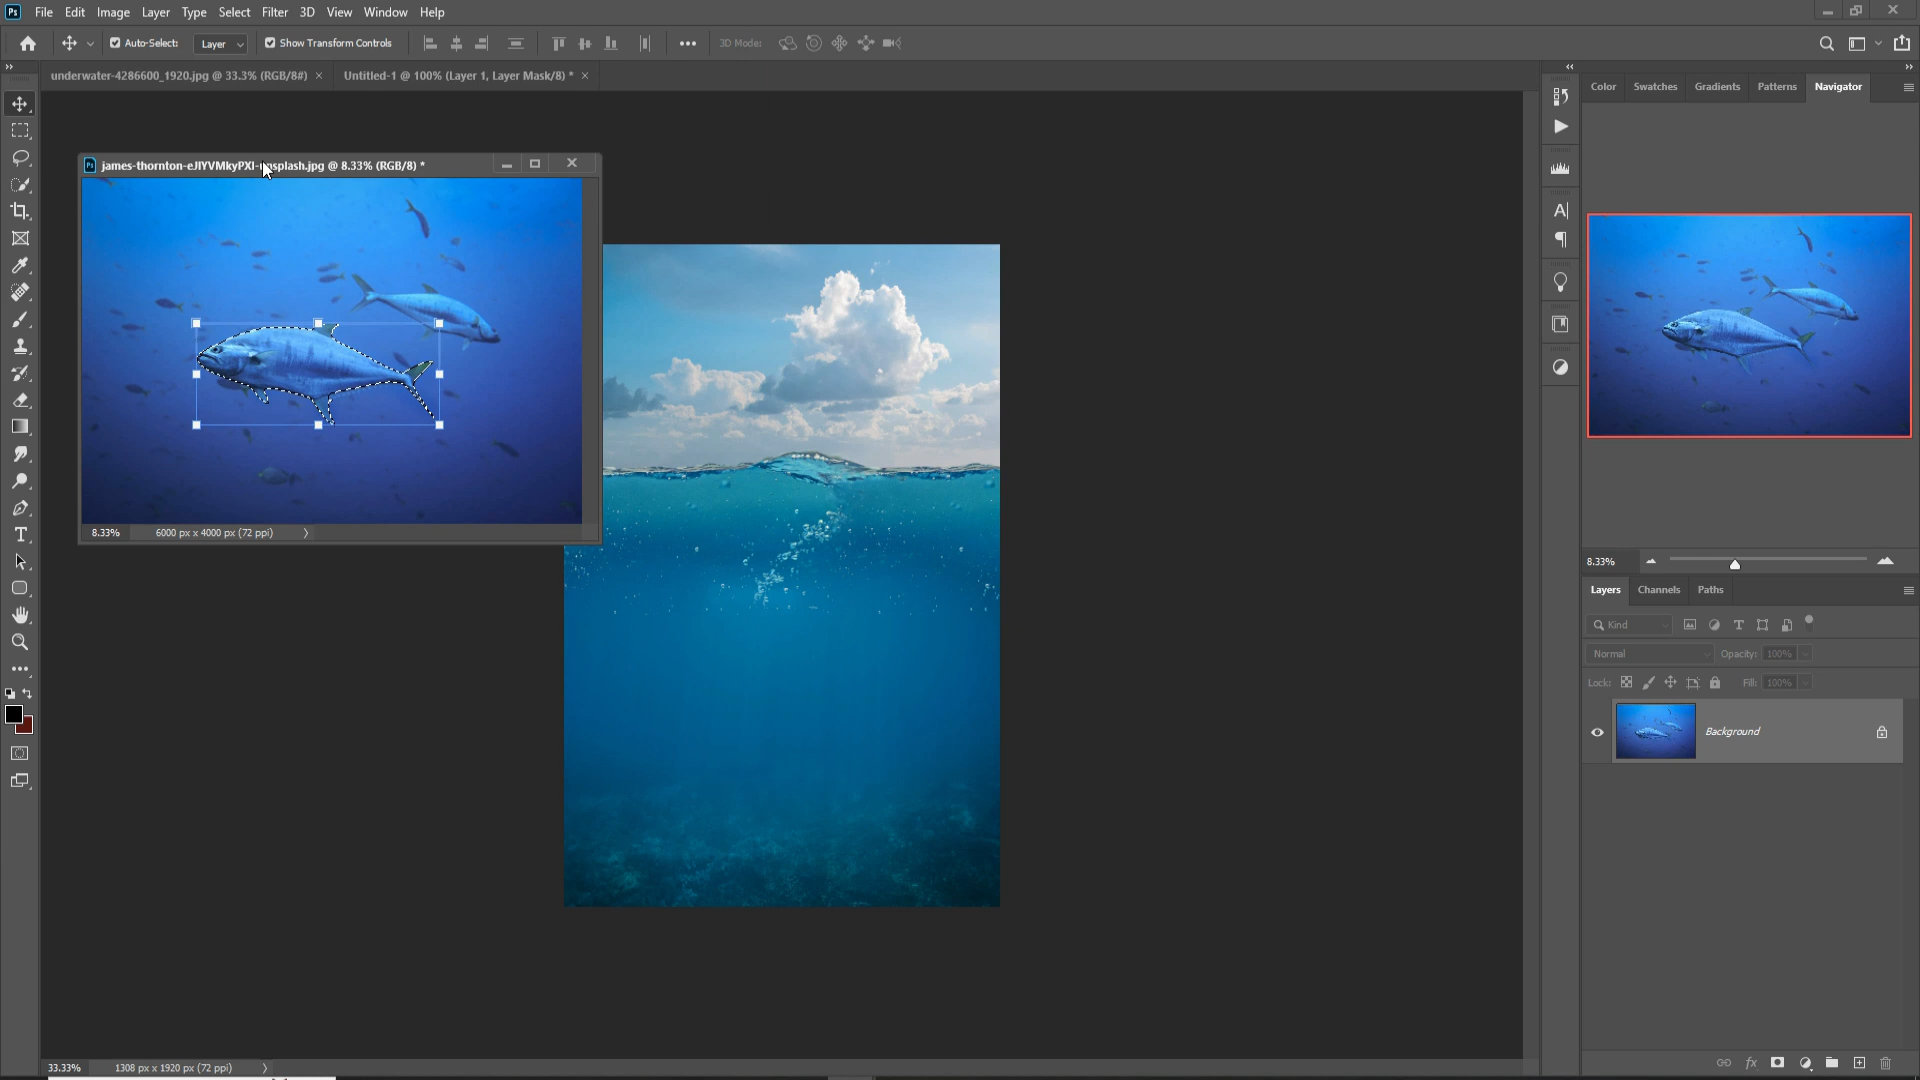 Ps File Edit Image Layer Type Select Filter 3D View Window Help
Auto-Select: Layer Show Transform Controls 3D Mode:
underwater-4286600_1920.jpg @ 33.3% (RGB/8#) × Untitled-1 @ 100% (Layer 1, Layer Mask/8) * ×
Color Swatches Gradients Patterns Navigator
Ps james-thornton-eJIYVMkyPXI-unsplash.jpg @ 8.33% (RGB/8) *
8.33% 6000 px x 4000 px (72 ppi)
8.33%
Layers Channels Paths
Kind
Normal Opacity: 100%
Lock: Fill: 100%
Background
33.33% 1308 px x 1920 px (72 ppi)